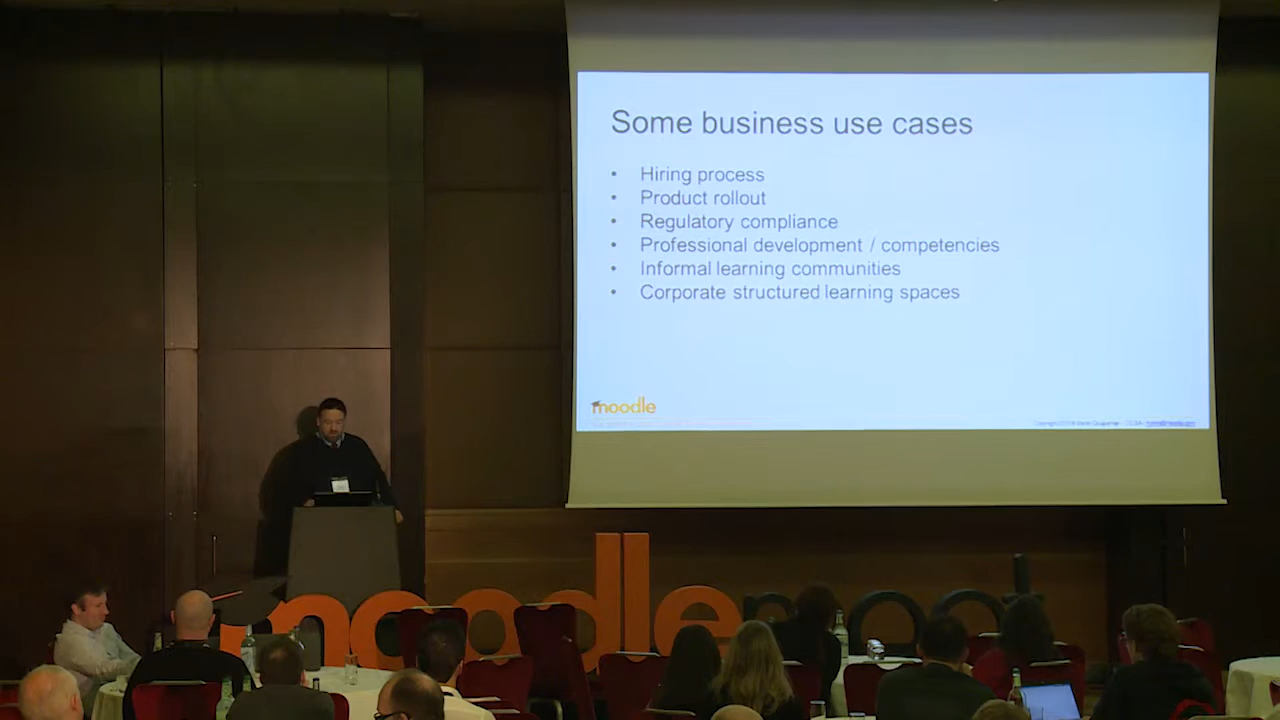 Some business use cases
• Hiring process
• Product rollout
• Regulatory compliance
• Professional development / competencies
• Informal learning communities
• Corporate structured learning spaces
moodle
moodlemoot